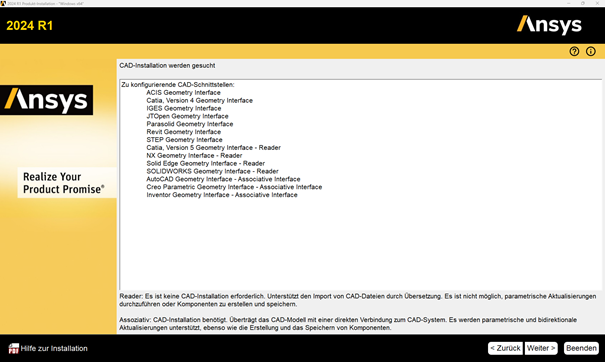 2024 R1 Product Installation - "Windows x64"
2024 R1
Ansys
CAD-Installation werden gesucht
Ansys
Realize Your
Product Promise®
Zu konfigurierende CAD-Schnittstellen:
ACIS Geometry Interface
Catia, Version 4 Geometry Interface
IGES Geometry Interface
JTOpen Geometry Interface
Parasolid Geometry Interface
Revit Geometry Interface
STEP Geometry Interface
Catia, Version 5 Geometry Interface - Reader
NX Geometry Interface - Reader
Solid Edge Geometry Interface - Reader
SOLIDWORKS Geometry Interface - Reader
AutoCAD Geometry Interface - Associative Interface
Creo Parametric Geometry Interface - Associative Interface
Inventor Geometry Interface - Associative Interface
Reader: Es ist keine CAD-Installation erforderlich. Unterstützt den Import von CAD-Dateien durch Übersetzung. Es ist nicht möglich, parametrische Aktualisierungen
durchzuführen oder Komponenten zu erstellen und speichern.
Assoziativ: CAD-Installation benötigt. Überträgt das CAD-Modell mit einer direkten Verbindung zum CAD-System. Es werden parametrische und bidirektionale
Aktualisierungen unterstützt, ebenso wie die Erstellung und das Speichern von Komponenten.
PDF
Hilfe zur Installation
< Zurück
Weiter >
Beenden